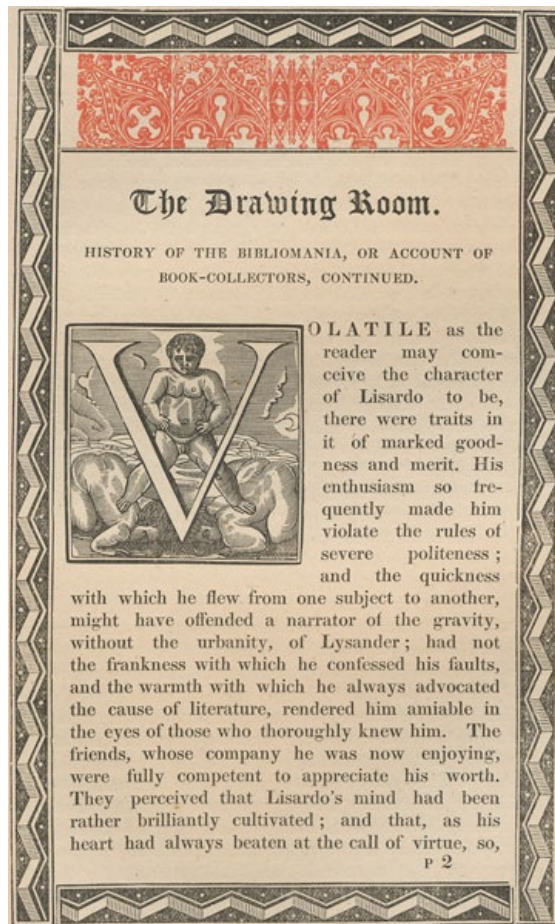 The Drawing Room.
HISTORY OF THE BIBLIOMANIA, OR ACCOUNT OF
BOOK-COLLECTORS, CONTINUED.
VOLATILE as the
reader may com-
ceive the character
of Lisardo to be,
there were traits in
it of marked good-
ness and merit. His
enthusiasm so fre-
quently made him
violate the rules of
severe politeness;
and the quickness
with which he flew from one subject to another,
might have offended a narrator of the gravity,
without the urbanity, of Lysander; had not
the frankness with which he confessed his faults,
and the warmth with which he always advocated
the cause of literature, rendered him amiable in
the eyes of those who thoroughly knew him. The
friends, whose company he was now enjoying,
were fully competent to appreciate his worth.
They perceived that Lisardo's mind had been
rather brilliantly cultivated; and that, as his
heart had always beaten at the call of virtue, so,
P 2